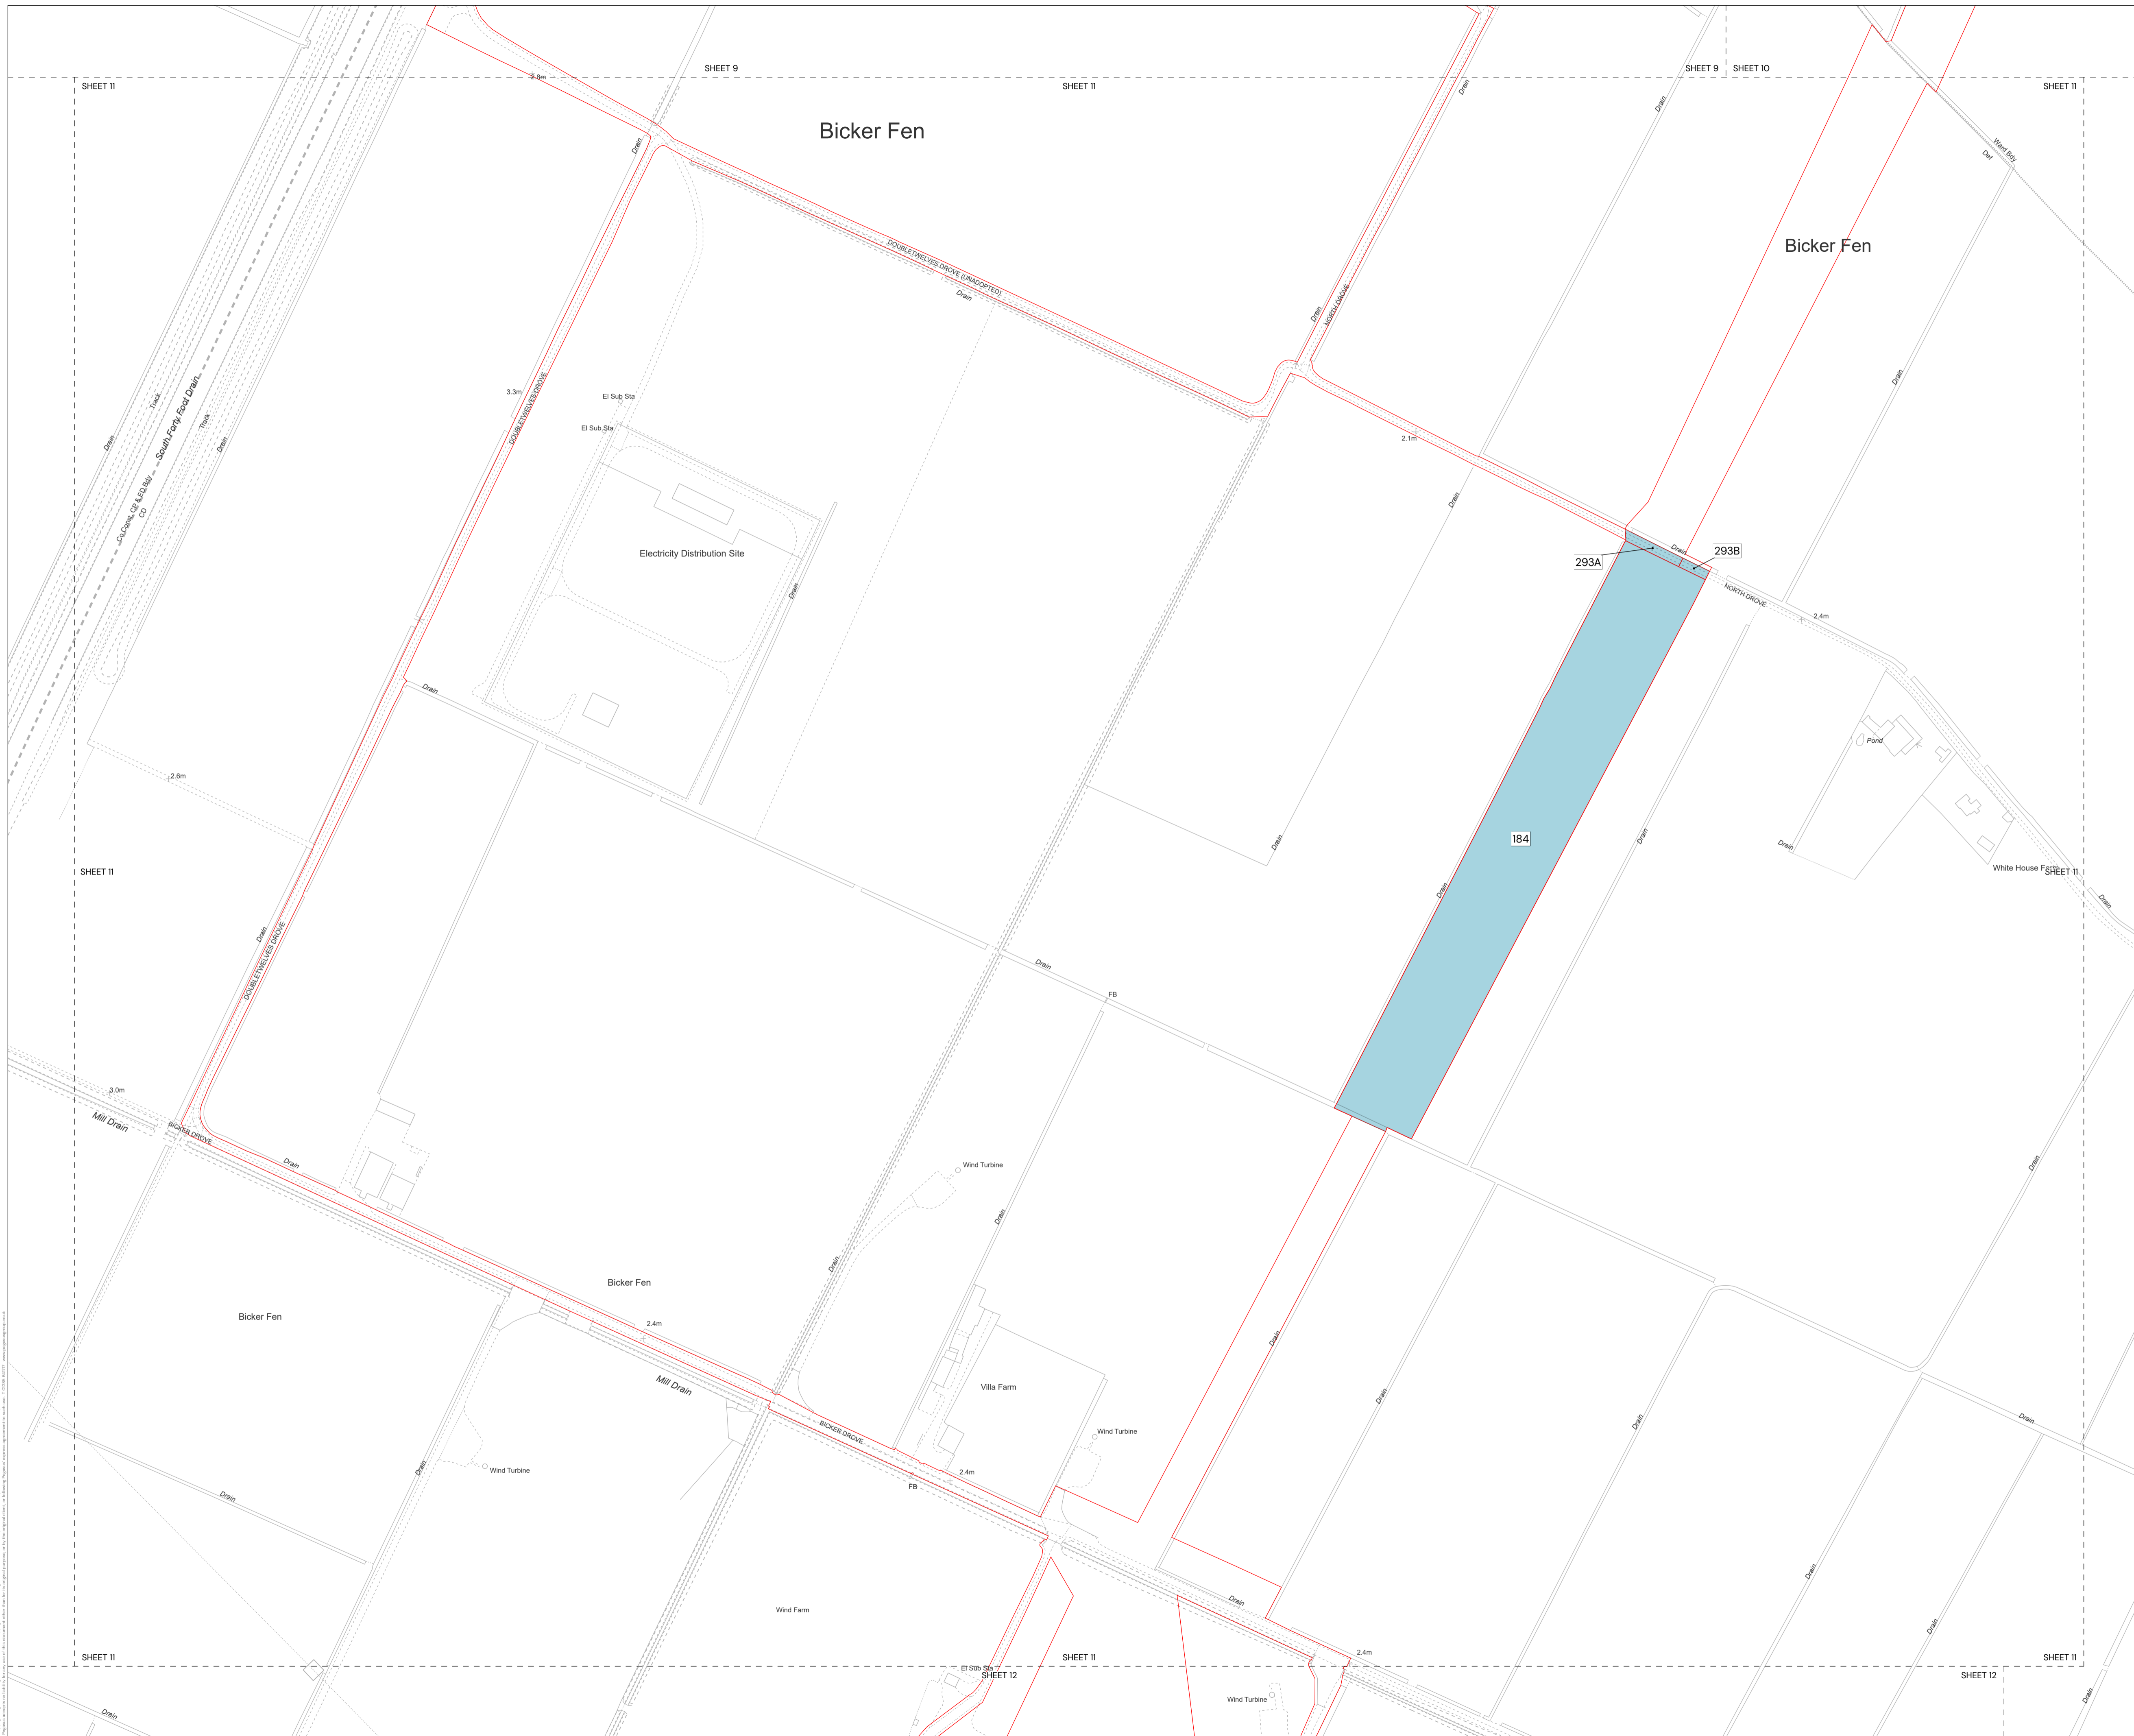 SHEET 9
SHEET 9
SHEET 10
2.8m
SHEET 11
SHEET 11
SHEET 11
Drain
Drain
Bicker Fen
Drain
Ward Bdy
Def
Bicker Fen
DOUBLETWELVES DROVE (UNADOPTED)
Drain
Drain
NORTH DROVE
Drain
3.3m
DOUBLETWELVES DROVE
El Sub Sta
El Sub Sta
Track
South Forty Foot Drain
Track
Drain
Drain
Co Const, CP & ED Bdy
CD
2.1m
Drain
Electricity Distribution Site
Drain
Drain
293A
293B
NORTH DROVE
2.4m
Drain
2.6m
Pond
184
Drain
Drain
Drain
White House Farm
SHEET 11
SHEET 11
Drain
Drain
Drain
DOUBLETWELVES DROVE
Drain
FB
3.0m
Mill Drain
BICKER DROVE
Drain
Wind Turbine
Drain
Drain
Drain
Bicker Fen
Bicker Fen
2.4m
Drain
Mill Drain
Villa Farm
Drain
Drain
Drain
BICKER DROVE
Wind Turbine
Drain
Wind Turbine
2.4m
FB
Drain
Drain
Drain
Wind Farm
Drain
SHEET 11
SHEET 11
2.4m
SHEET 11
El Sub Sta
SHEET 12
SHEET 12
Wind Turbine
Drain
Drain